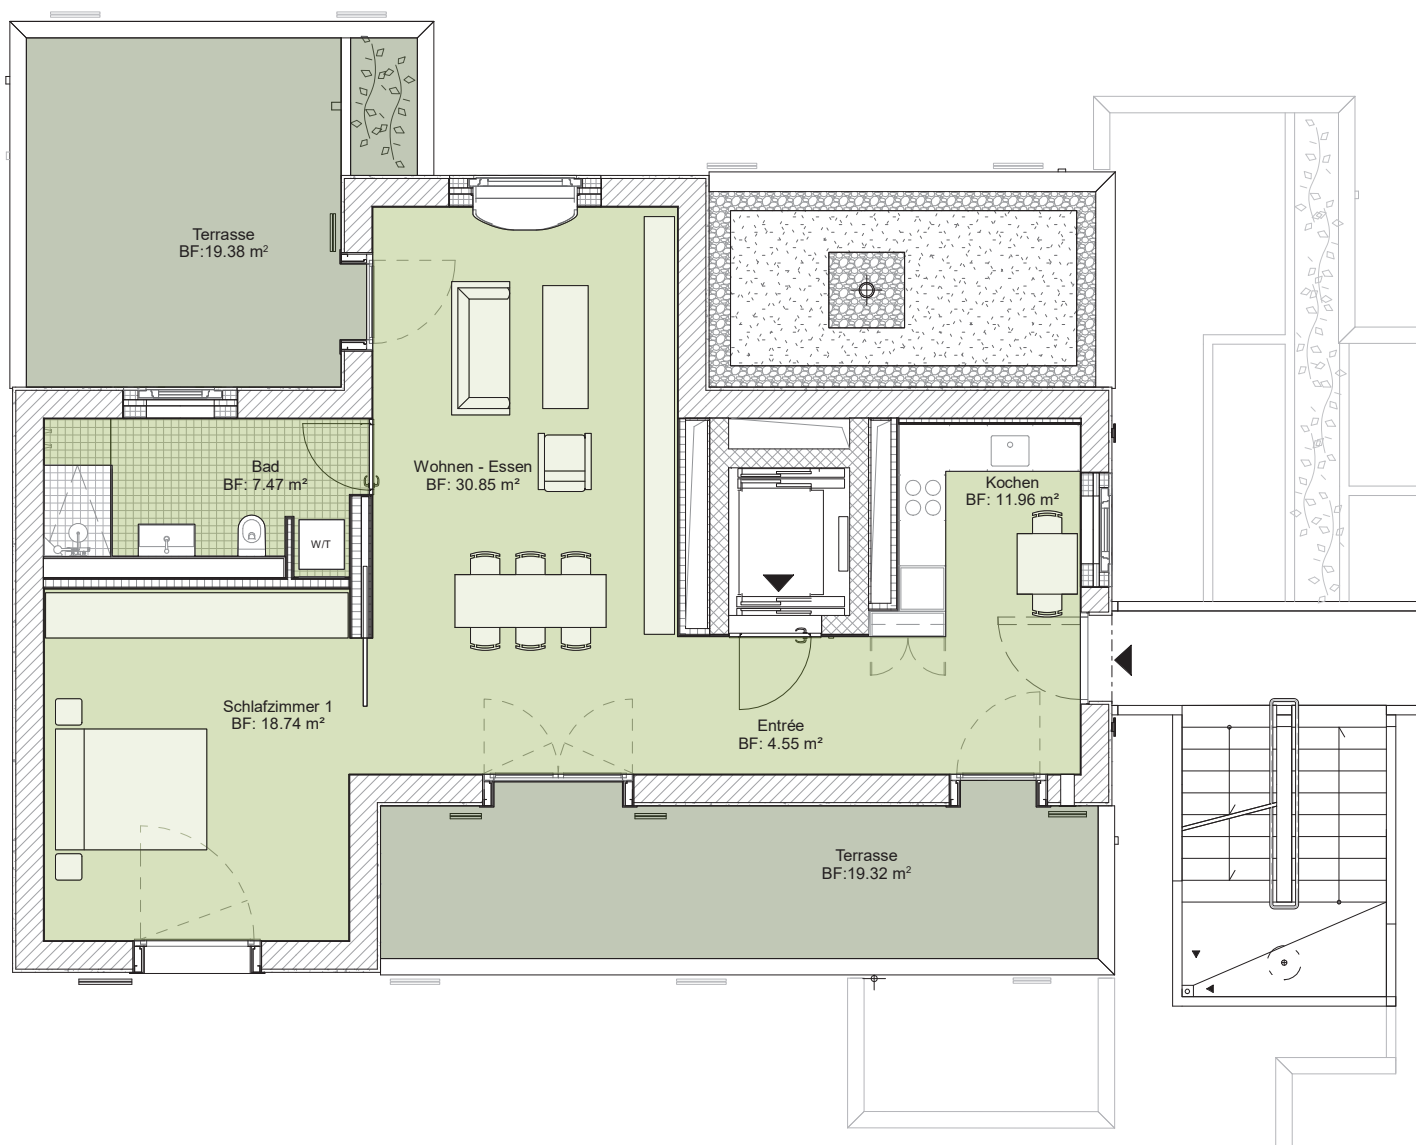 Terrasse
BF:19.38 m²
Bad
BF: 7.47 m²
W/T
Wohnen - Essen
BF: 30.85 m²
Kochen
BF: 11.96 m²
Schlafzimmer 1
BF: 18.74 m²
Entrée
BF: 4.55 m²
Terrasse
BF:19.32 m²